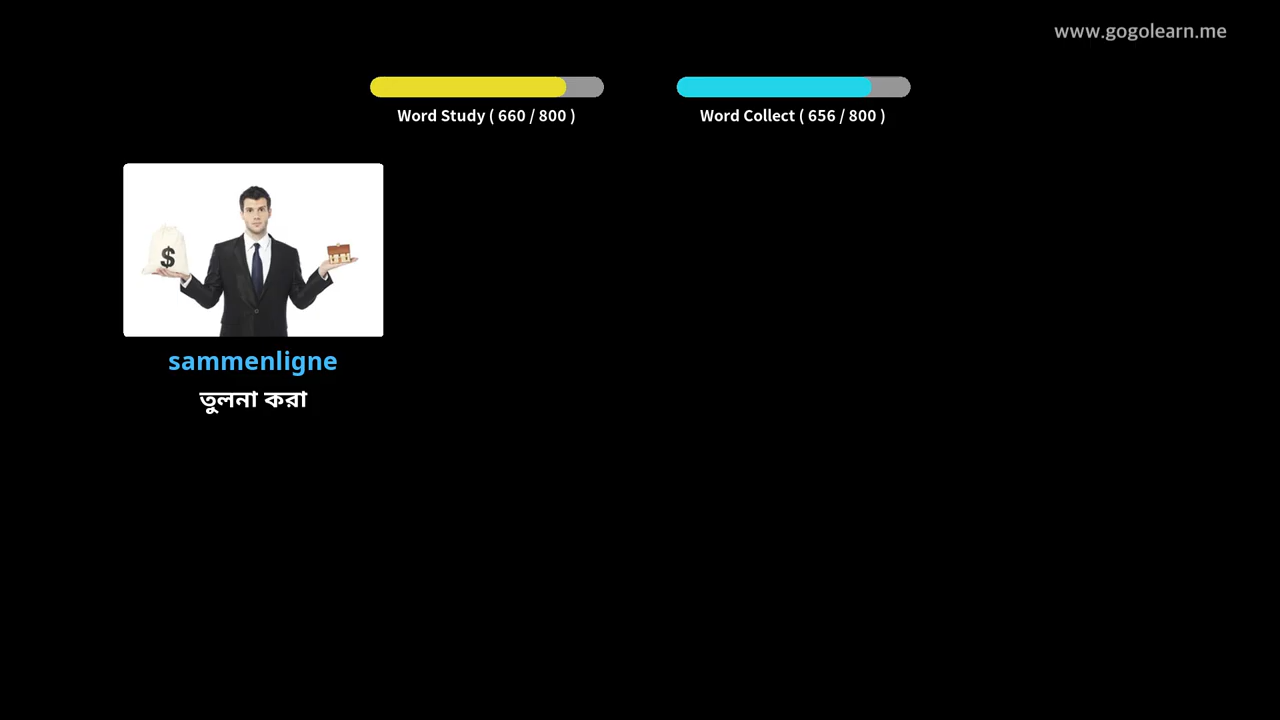 www.gogolearn.me
Word Study ( 660 / 800 )
Word Collect ( 656 / 800 )
$
sammenligne
তুলনা করা